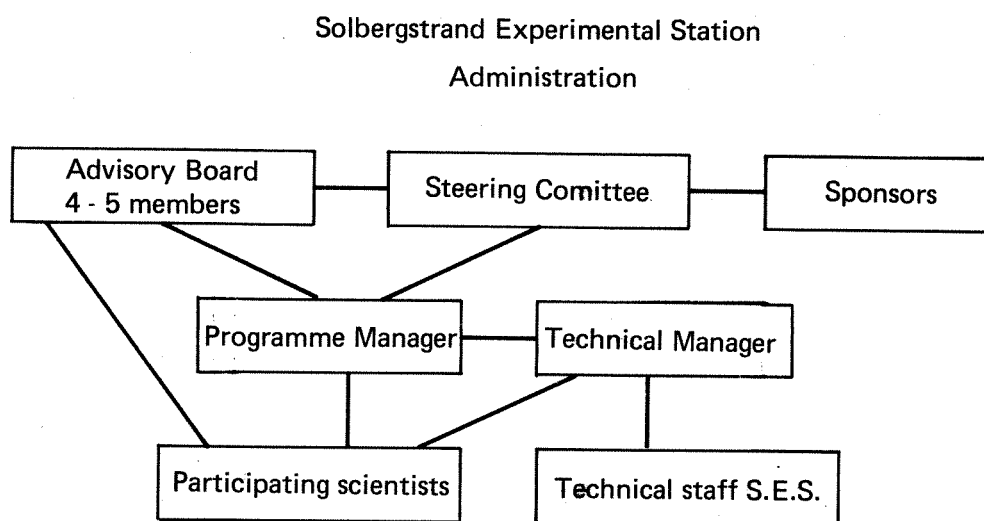 Solbergstrand Experimental Station
Administration
Advisory Board
4 - 5 members
Steering Comittee
Sponsors
Programme Manager
Technical Manager
Participating scientists
Technical staff S.E.S.